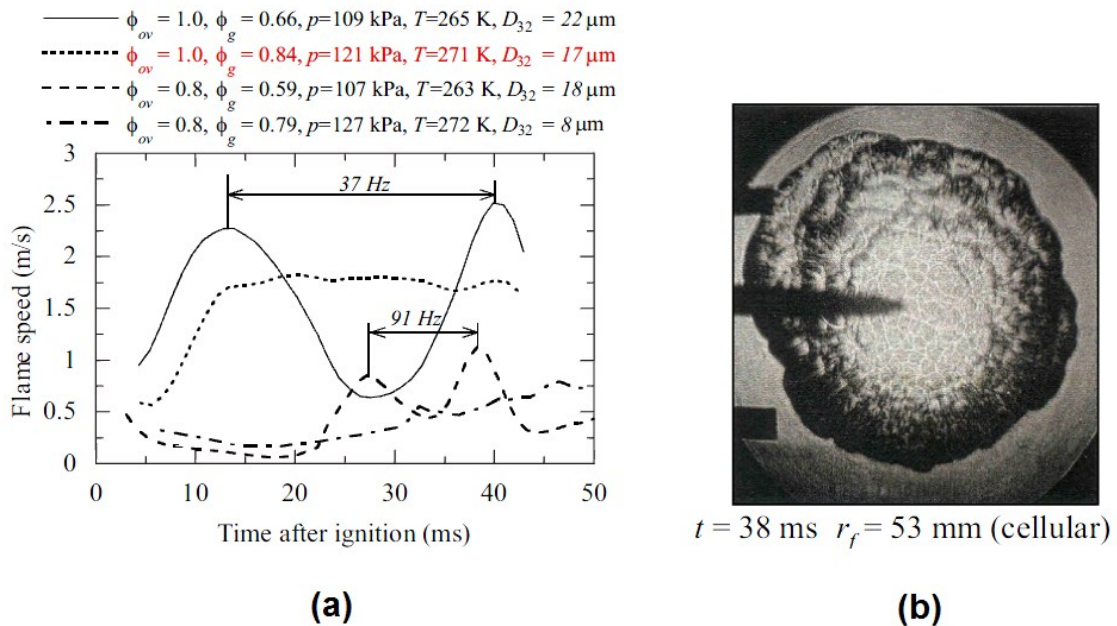 ϕov = 1.0, ϕg = 0.66, p=109 kPa, T=265 K, D32 = 22 μm
ϕov = 1.0, ϕg = 0.84, p=121 kPa, T=271 K, D32 = 17 μm
ϕov = 0.8, ϕg = 0.59, p=107 kPa, T=263 K, D32 = 18 μm
ϕov = 0.8, ϕg = 0.79, p=127 kPa, T=272 K, D32 = 8 μm
3
2.5
2
1.5
1
0.5
0
Flame speed (m/s)
37 Hz
91 Hz
0 10 20 30 40 50
Time after ignition (ms)
t = 38 ms rf = 53 mm (cellular)
(a)
(b)